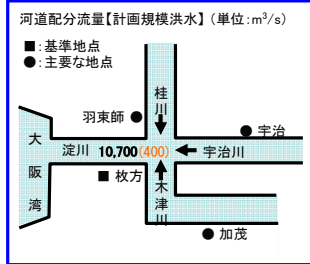 河道配分流量【計画規模洪水】(単位:m³/s)
■:基準地点
●:主要な地点
桂川
羽束師 ●
● 宇治
大阪湾
淀川 10,700(400)
宇治川
■ 枚方
木津川
● 加茂